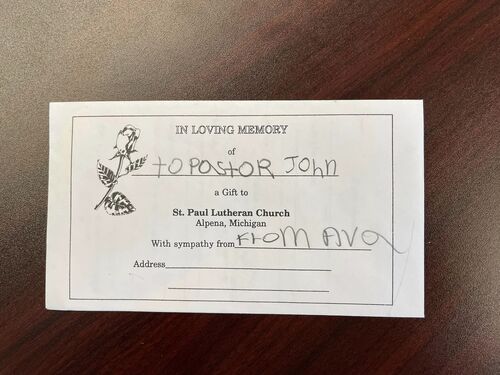 IN LOVING MEMORY
of
to POStOR JOhn
a Gift to
St. Paul Lutheran Church
Alpena, Michigan
With sympathy from FroM AVa
Address